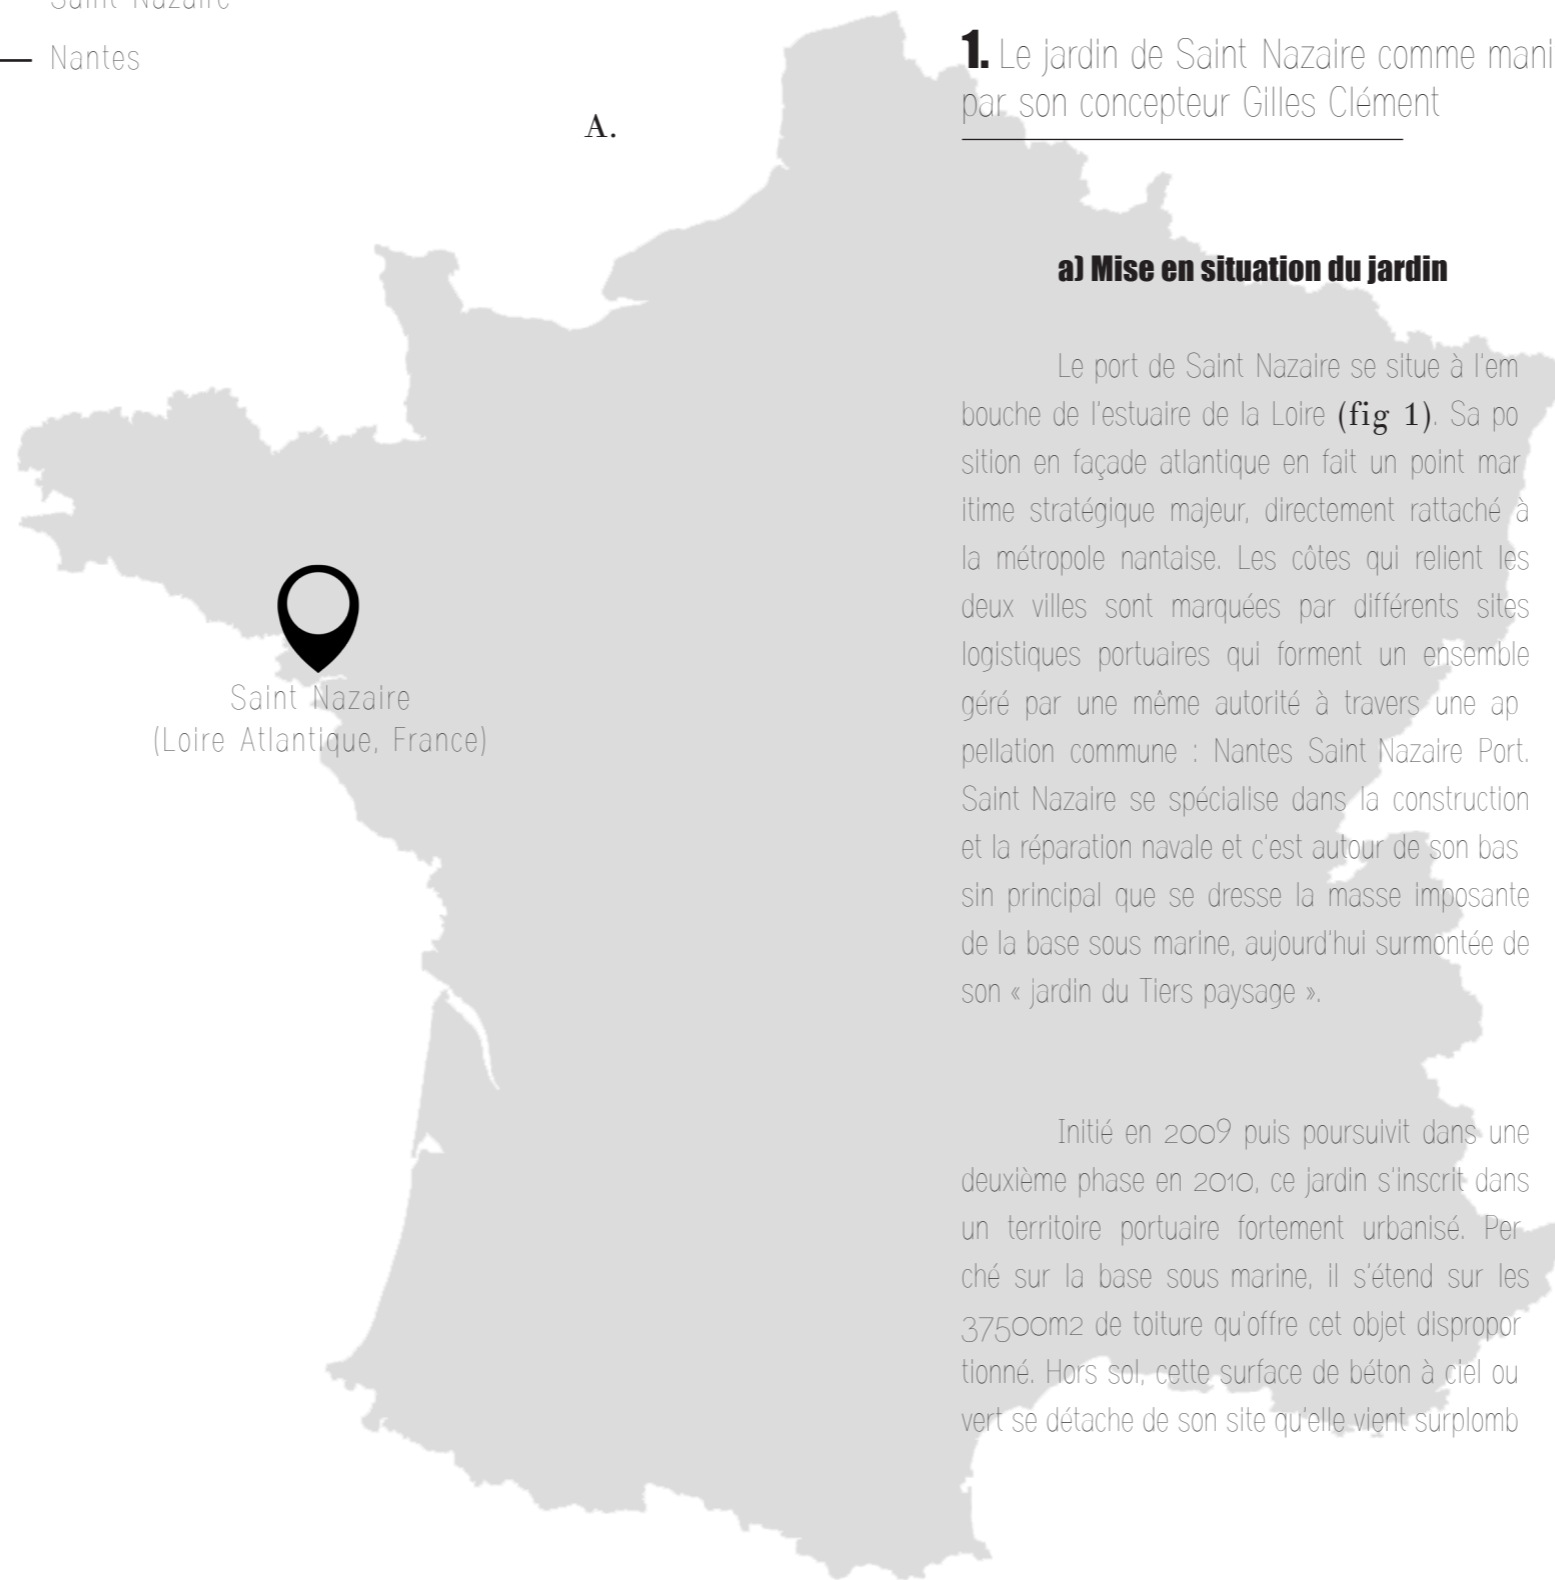 Saint Nazaire
Nantes
A.
Saint Nazaire
(Loire Atlantique, France)
1. Le jardin de Saint Nazaire comme mani
par son concepteur Gilles Clément
a) Mise en situation du jardin
Le port de Saint Nazaire se situe à l'em
bouche de l'estuaire de la Loire (fig 1). Sa po
sition en façade atlantique en fait un point mar
itime stratégique majeur, directement rattaché à
la métropole nantaise. Les côtes qui relient les
deux villes sont marquées par différents sites
logistiques portuaires qui forment un ensemble
géré par une même autorité à travers une ap
pellation commune : Nantes Saint Nazaire Port.
Saint Nazaire se spécialise dans la construction
et la réparation navale et c'est autour de son bas
sin principal que se dresse la masse imposante
de la base sous marine, aujourd'hui surmontée de
son « jardin du Tiers paysage ».
Initié en 2009 puis poursuivit dans une
deuxième phase en 2010, ce jardin s'inscrit dans
un territoire portuaire fortement urbanisé. Per
ché sur la base sous marine, il s'étend sur les
37500m2 de toiture qu'offre cet objet dispropor
tionné. Hors sol, cette surface de béton à ciel ou
vert se détache de son site qu'elle vient surplomb